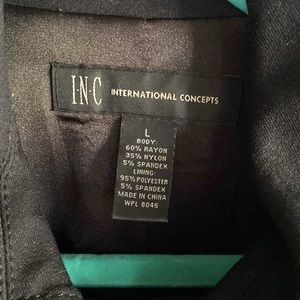 I·N·C INTERNATIONAL CONCEPTS
L
BODY:
60% RAYON
35% NYLON
5% SPANDEX
LINING:
95% POLYESTER
5% SPANDEX
MADE IN CHINA
WPL 8046